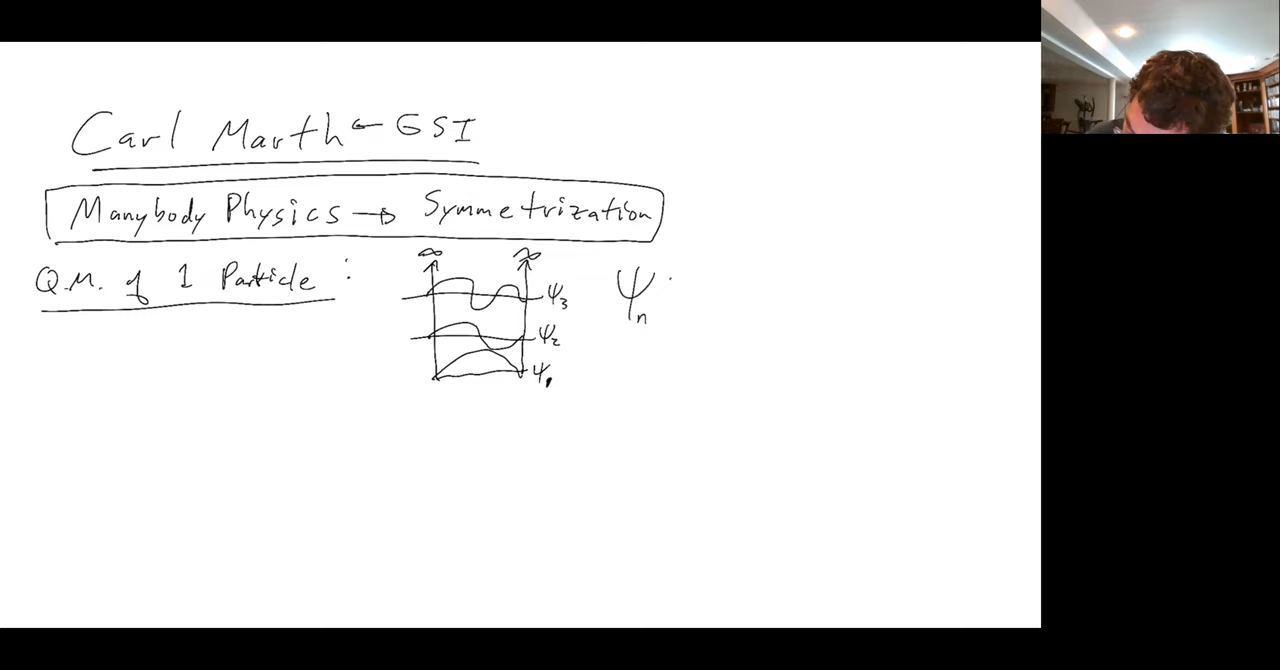 Carl Marth ← GSI
Manybody Physics → Symmetrization
Q.M. of 1 Particle :
∞ ∞
ψ₃
ψₙ
ψ₂
ψ₁